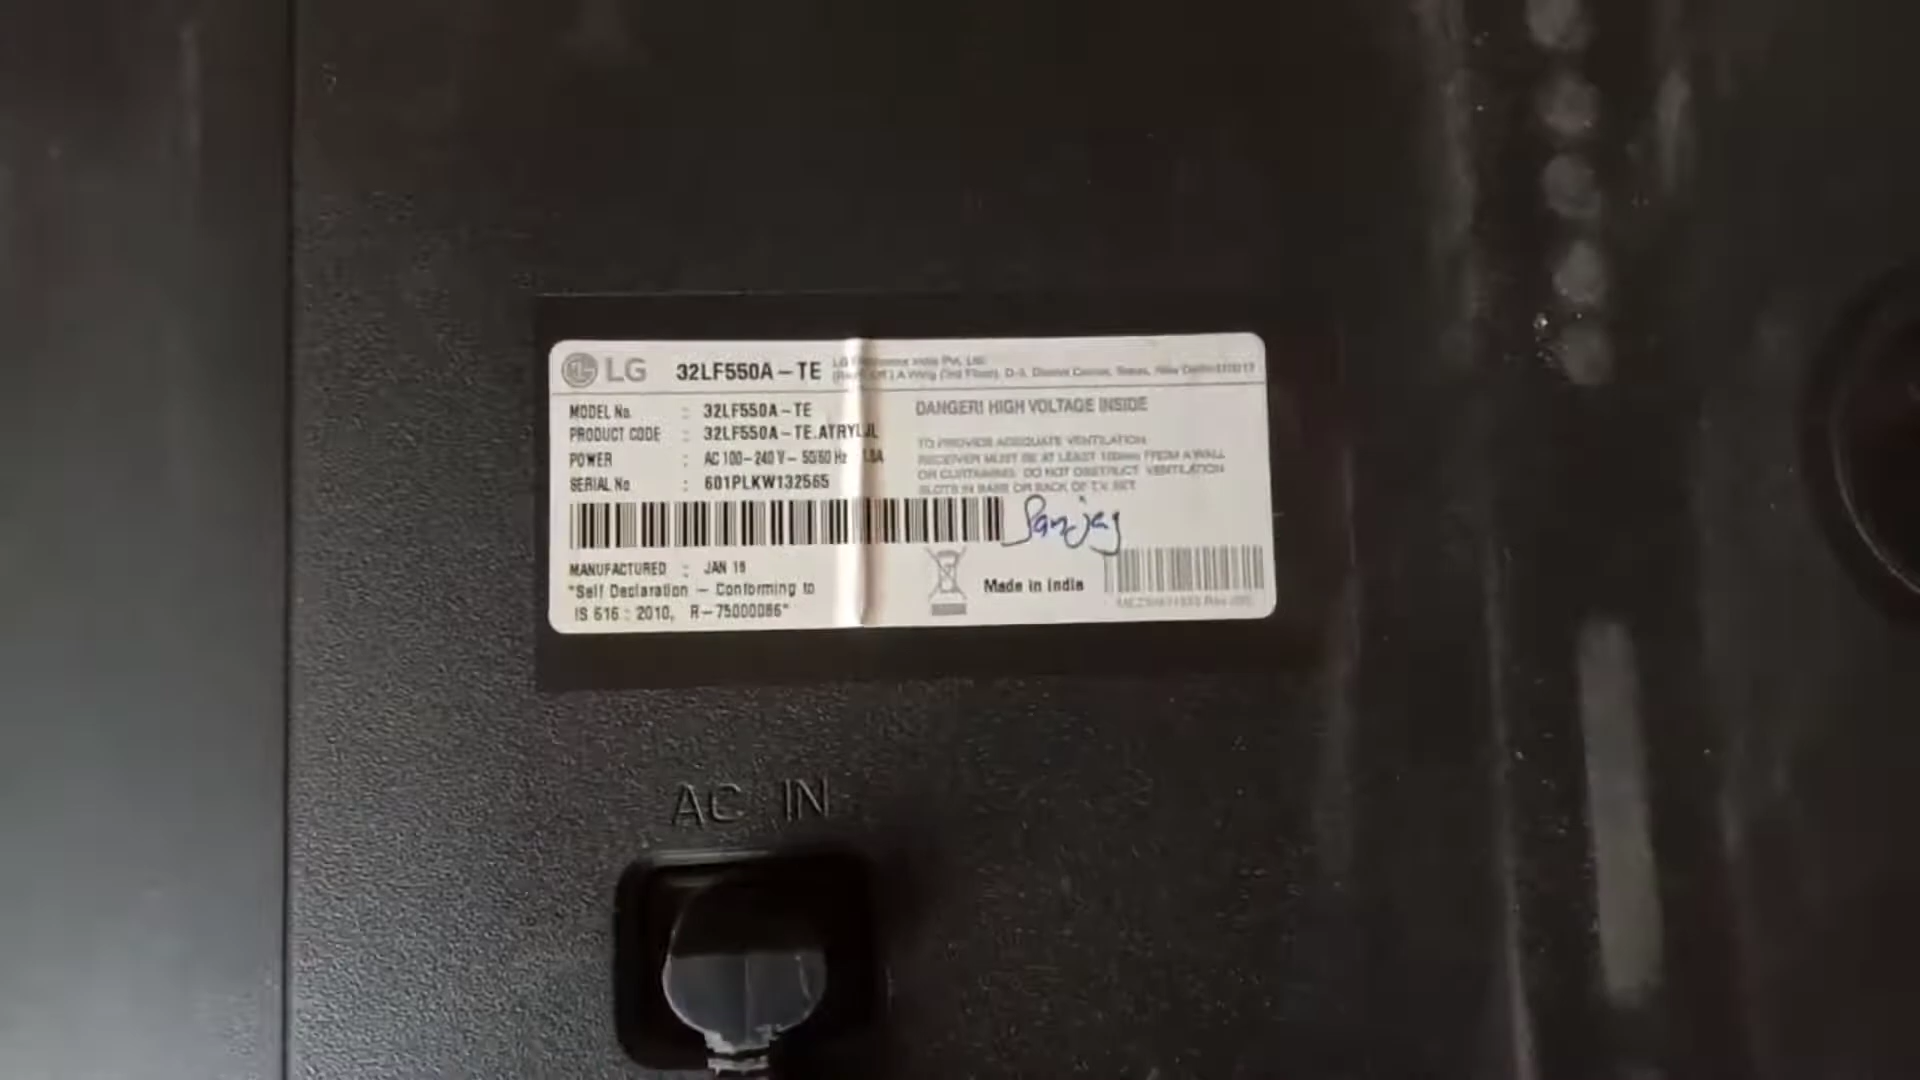 LG 32LF550A-TE LG Electronics India Pvt. Ltd.
A Wing (3rd Floor), D-3, District Centre, Saket, New Delhi-110017
MODEL No. : 32LF550A-TE
PRODUCT CODE : 32LF550A-TE.ATRYLJL
POWER : AC 100-240 V~ 50/60 Hz
SERIAL No : 601PLKW132565
MANUFACTURED : JAN 16
"Self Declaration - Conforming to
IS 616 : 2010, R-75000086"
DANGER! HIGH VOLTAGE INSIDE
TO PROVIDE ADEQUATE VENTILATION
RECEIVER MUST BE AT LEAST 100mm FROM A WALL
OR CURTAINS. DO NOT OBSTRUCT VENTILATION
SLOTS IN BASE OR BACK OF T.V. SET
Sanjay
Made in India
AC IN